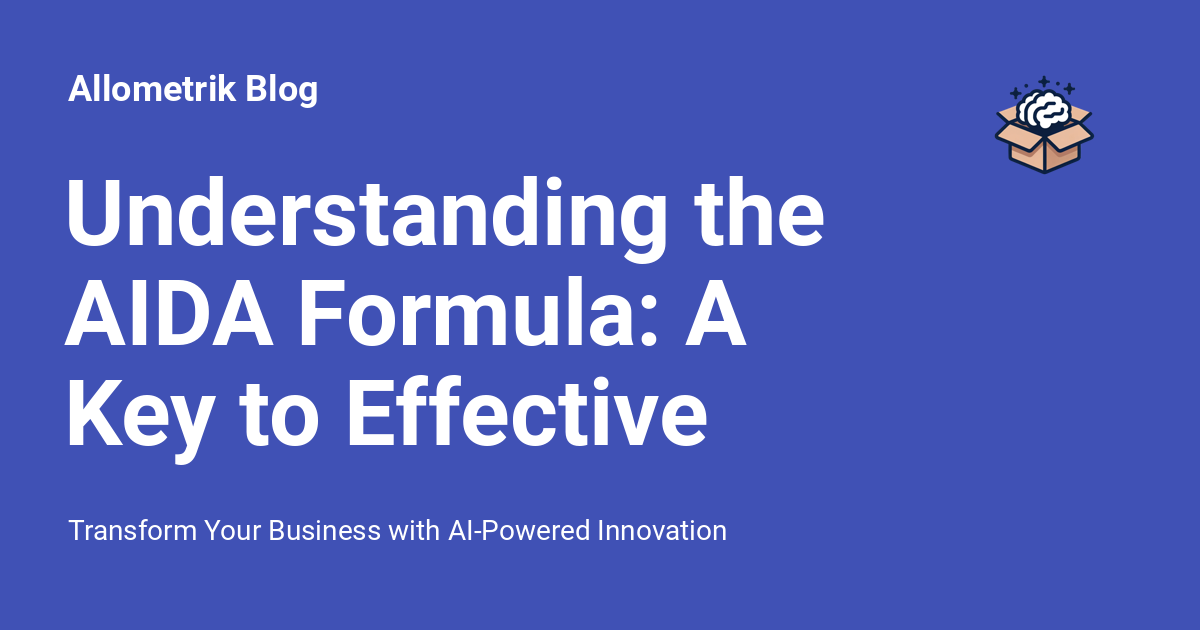 Allometrik Blog
Understanding the
AIDA Formula: A
Key to Effective
Transform Your Business with AI-Powered Innovation